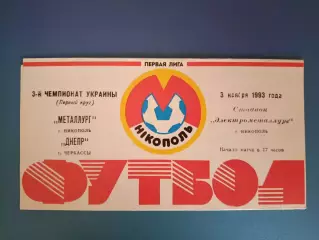 ПЕРВАЯ ЛИГА
3-й ЧЕМПИОНАТ УКРАИНЫ
(Первый круг)
„МЕТАЛЛУРГ“
г. НИКОПОЛЬ
„ДНЕПР“
г. ЧЕРКАССЫ
НІКОПОЛЬ
3 ноября 1993 года
Стадион
„Электрометаллург“
г. НИКОПОЛЬ
Начало матча в 17 часов
ФУТБОЛ